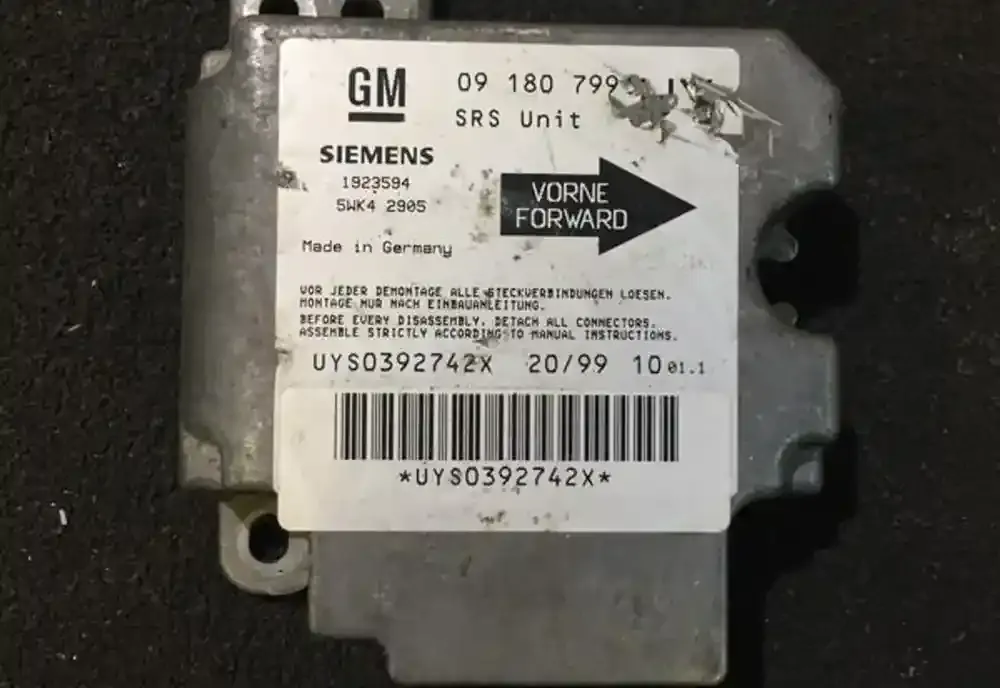 GM
09 180 799
SRS Unit
SIEMENS
1923594
5WK4 2905
VORNE
FORWARD
Made in Germany
VOR JEDER DEMONTAGE ALLE STECKVERBINDUNGEN LOESEN.
MONTAGE NUR NACH EINBAUANLEITUNG.
BEFORE EVERY DISASSEMBLY, DETACH ALL CONNECTORS.
ASSEMBLE STRICTLY ACCORDING TO MANUAL INSTRUCTIONS.
UYS0392742X 20/99 10 01.1
*UYS0392742X*